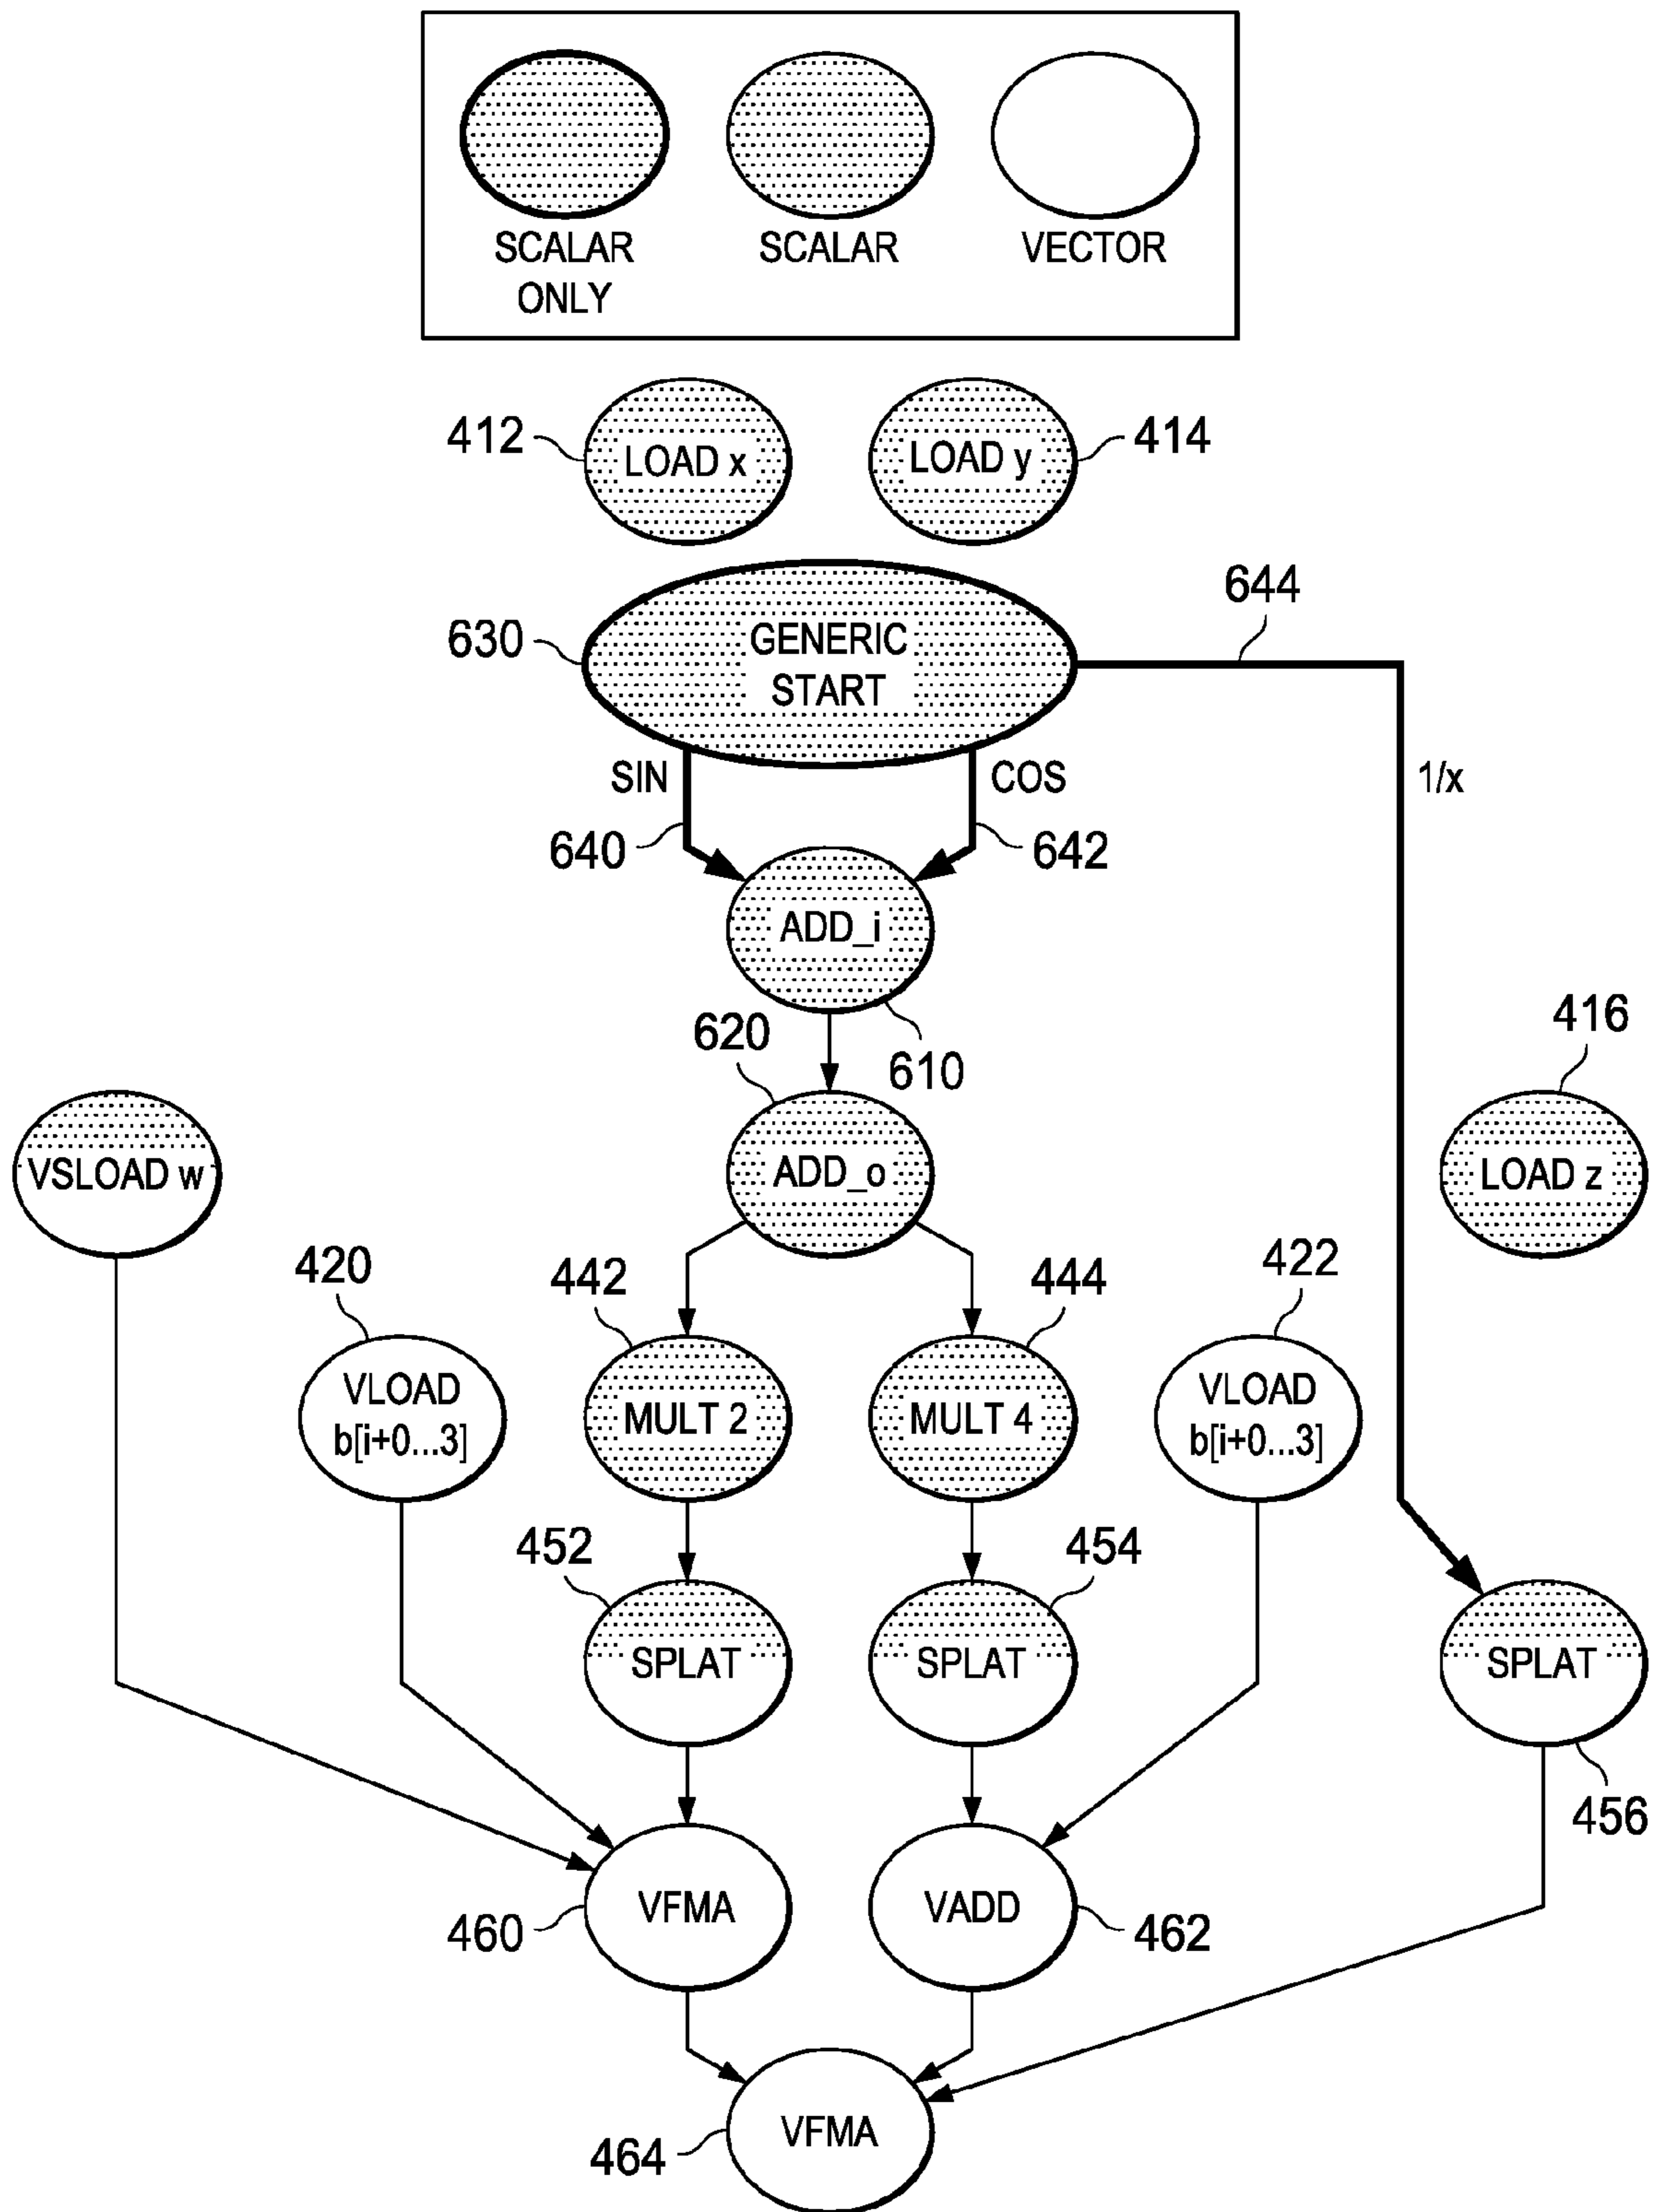 SCALAR
ONLY
SCALAR
VECTOR
412
LOAD x
LOAD y
414
644
630
GENERIC
START
SIN
COS
1/x
640
642
ADD_i
620
610
416
VSLOAD w
ADD_o
LOAD z
420
442
444
422
VLOAD
b[i+0...3]
MULT 2
MULT 4
VLOAD
b[i+0...3]
452
454
SPLAT
SPLAT
SPLAT
456
460
VFMA
VADD
462
464
VFMA